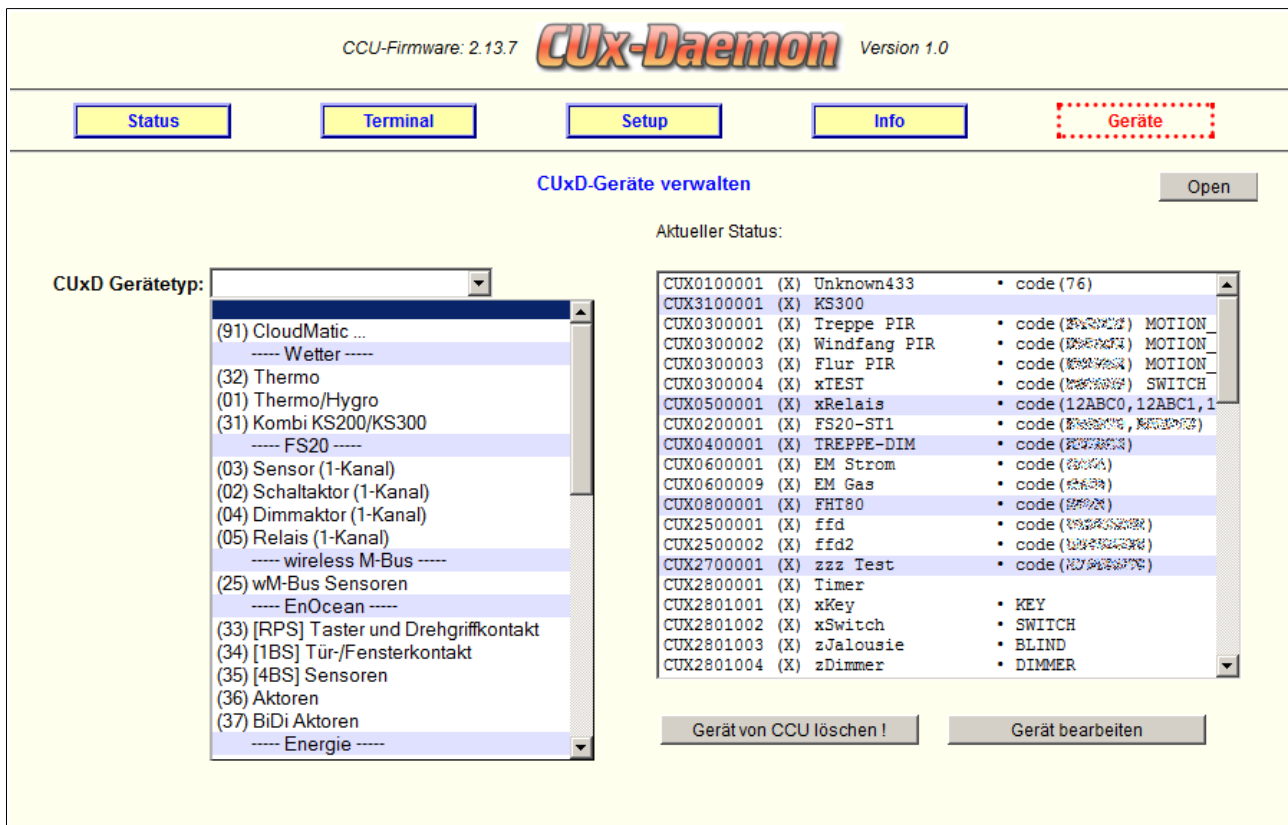 CCU-Firmware: 2.13.7 CUx-Daemon Version 1.0
Status Terminal Setup Info Geräte
CUxD-Geräte verwalten
Open
Aktueller Status:
CUxD Gerätetyp:
(91) CloudMatic ...
----- Wetter -----
(32) Thermo
(01) Thermo/Hygro
(31) Kombi KS200/KS300
----- FS20 -----
(03) Sensor (1-Kanal)
(02) Schaltaktor (1-Kanal)
(04) Dimmaktor (1-Kanal)
(05) Relais (1-Kanal)
----- wireless M-Bus -----
(25) wM-Bus Sensoren
----- EnOcean -----
(33) [RPS] Taster und Drehgriffkontakt
(34) [1BS] Tür-/Fensterkontakt
(35) [4BS] Sensoren
(36) Aktoren
(37) BiDi Aktoren
----- Energie -----
CUX0100001 (X) Unknown433 • code(76)
CUX3100001 (X) KS300
CUX0300001 (X) Treppe PIR • code( ) MOTION_
CUX0300002 (X) Windfang PIR • code( ) MOTION_
CUX0300003 (X) Flur PIR • code( ) MOTION_
CUX0300004 (X) xTEST • code( ) SWITCH
CUX0500001 (X) xRelais • code(12ABC0,12ABC1,1
CUX0200001 (X) FS20-ST1 • code( , )
CUX0400001 (X) TREPPE-DIM • code( )
CUX0600001 (X) EM Strom • code( )
CUX0600009 (X) EM Gas • code( )
CUX0800001 (X) FHT80 • code( )
CUX2500001 (X) ffd • code( )
CUX2500002 (X) ffd2 • code( )
CUX2700001 (X) zzz Test • code( )
CUX2800001 (X) Timer
CUX2801001 (X) xKey • KEY
CUX2801002 (X) xSwitch • SWITCH
CUX2801003 (X) zJalousie • BLIND
CUX2801004 (X) zDimmer • DIMMER
Gerät von CCU löschen ! Gerät bearbeiten